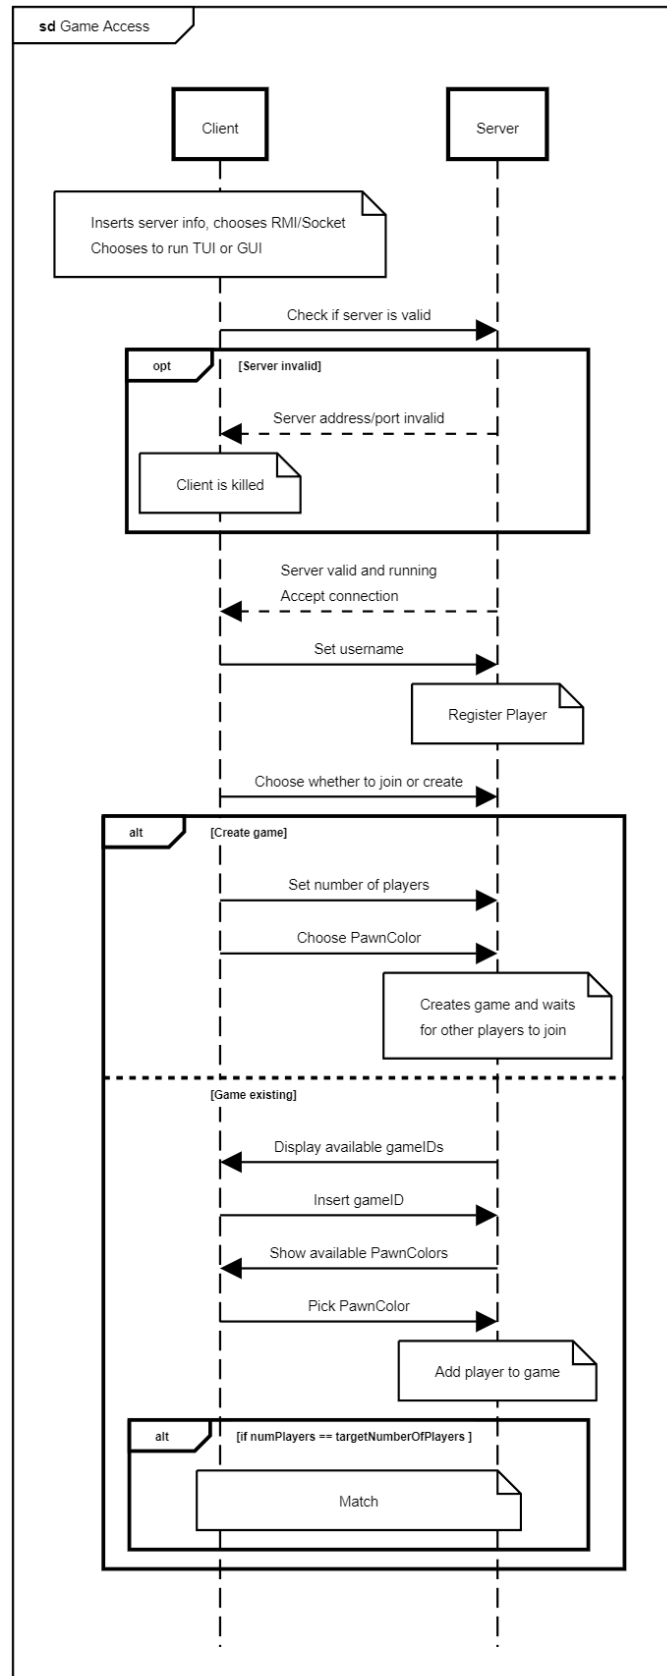 sd Game Access
Client
Server
Inserts server info, chooses RMI/Socket
Chooses to run TUI or GUI
Check if server is valid
opt
[Server invalid]
Server address/port invalid
Client is killed
Server valid and running
Accept connection
Set username
Register Player
Choose whether to join or create
alt
[Create game]
Set number of players
Choose PawnColor
Creates game and waits
for other players to join
[Game existing]
Display available gameIDs
Insert gameID
Show available PawnColors
Pick PawnColor
Add player to game
alt
[if numPlayers == targetNumberOfPlayers ]
Match